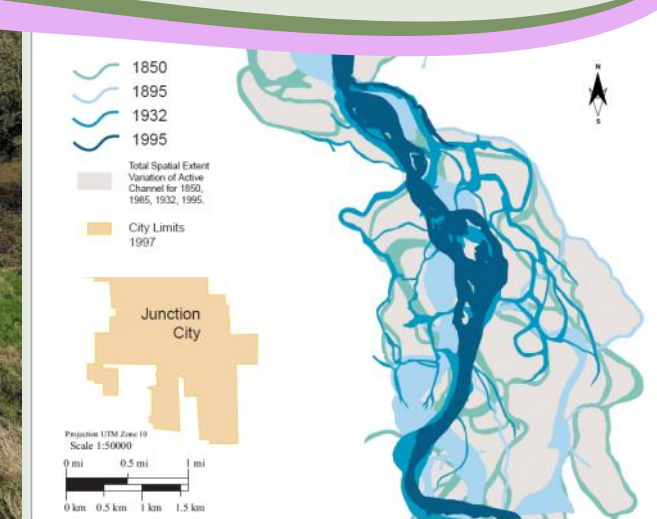 N
S
1850
1895
1932
1995
Total Spatial Extent
Variation of Active
Channel for 1850,
1985, 1932, 1995.
City Limits
1997
Junction
City
Projection UTM Zone 10
Scale 1:50000
0 mi 0.5 mi 1 mi
0 km 0.5 km 1 km 1.5 km